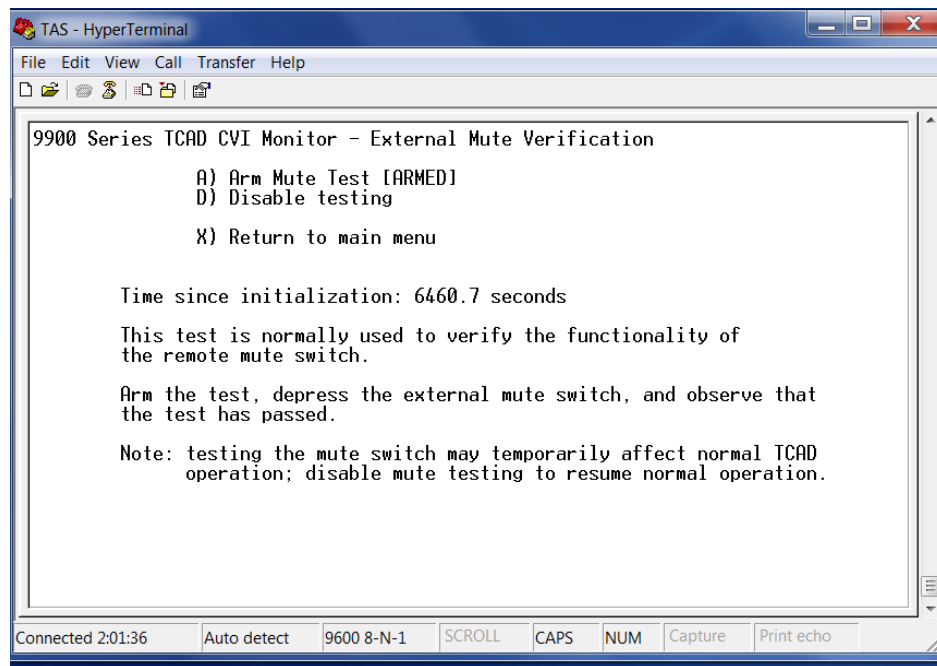 TAS - HyperTerminal
File Edit View Call Transfer Help
9900 Series TCAD CVI Monitor - External Mute Verification
A) Arm Mute Test [ARMED]
D) Disable testing
X) Return to main menu
Time since initialization: 6460.7 seconds
This test is normally used to verify the functionality of
the remote mute switch.
Arm the test, depress the external mute switch, and observe that
the test has passed.
Note: testing the mute switch may temporarily affect normal TCAD
operation; disable mute testing to resume normal operation.
Connected 2:01:36 Auto detect 9600 8-N-1 SCROLL CAPS NUM Capture Print echo